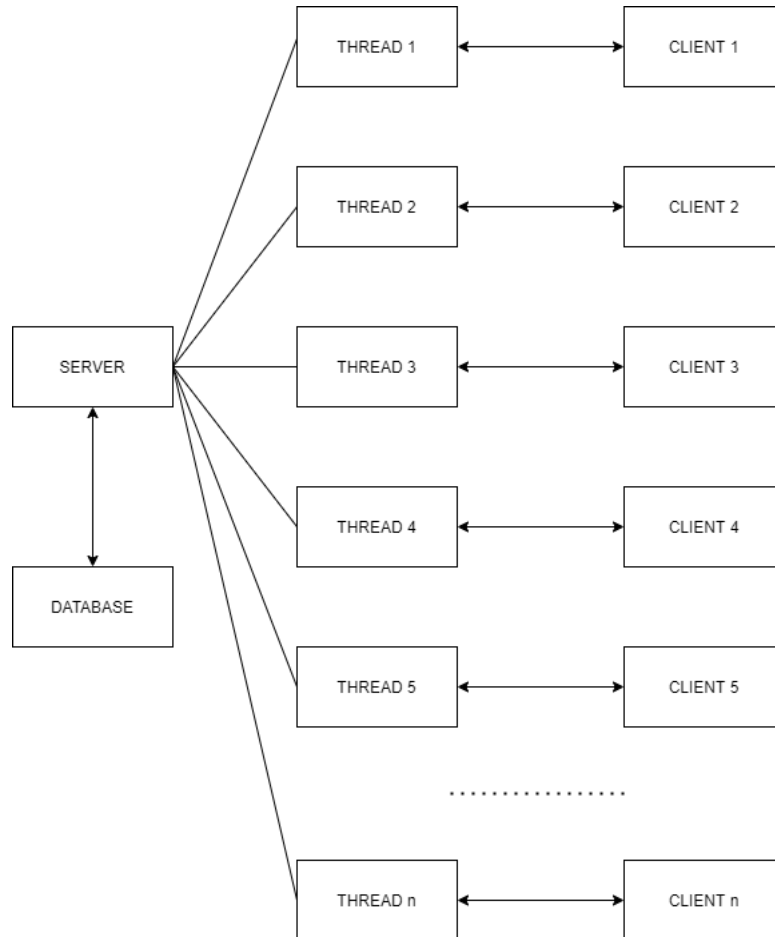 THREAD 1
CLIENT 1
THREAD 2
CLIENT 2
SERVER
THREAD 3
CLIENT 3
THREAD 4
CLIENT 4
DATABASE
THREAD 5
CLIENT 5
THREAD n
CLIENT n